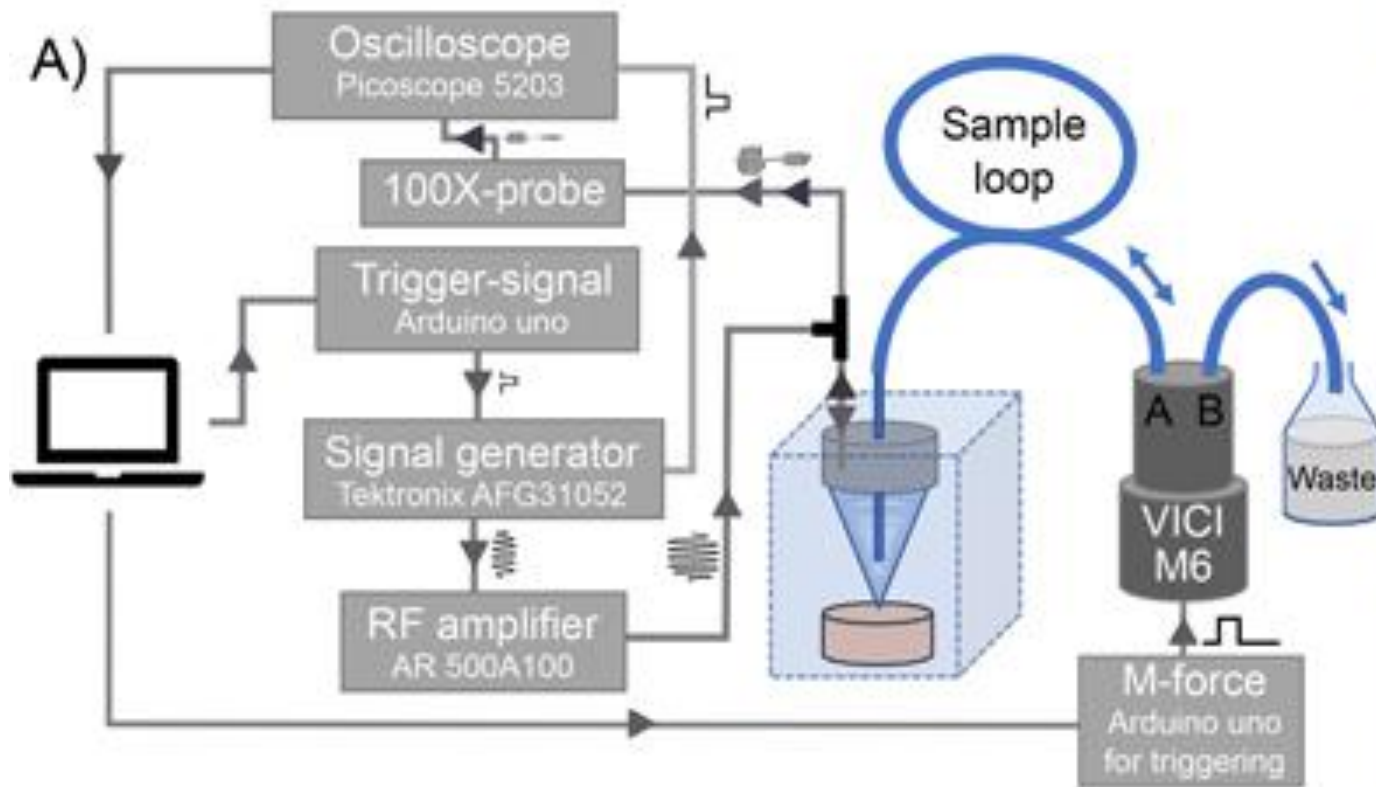 A)
Oscilloscope
Picoscope 5203
100X-probe
Trigger-signal
Arduino uno
Signal generator
Tektronix AFG31052
RF amplifier
AR 500A100
Sample
loop
A B
VICI
M6
Waste
M-force
Arduino uno
for triggering